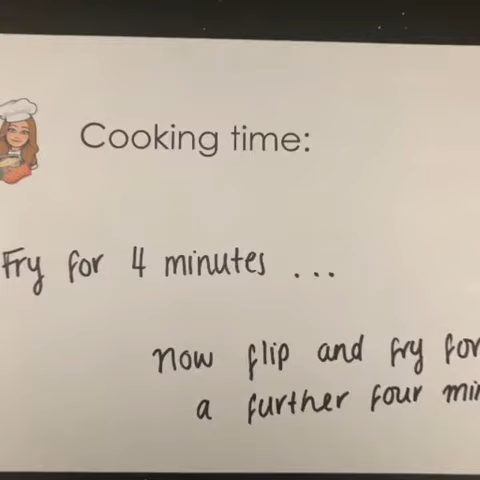 Cooking time:
Fry for 4 minutes ...
now flip and fry for
a further four min